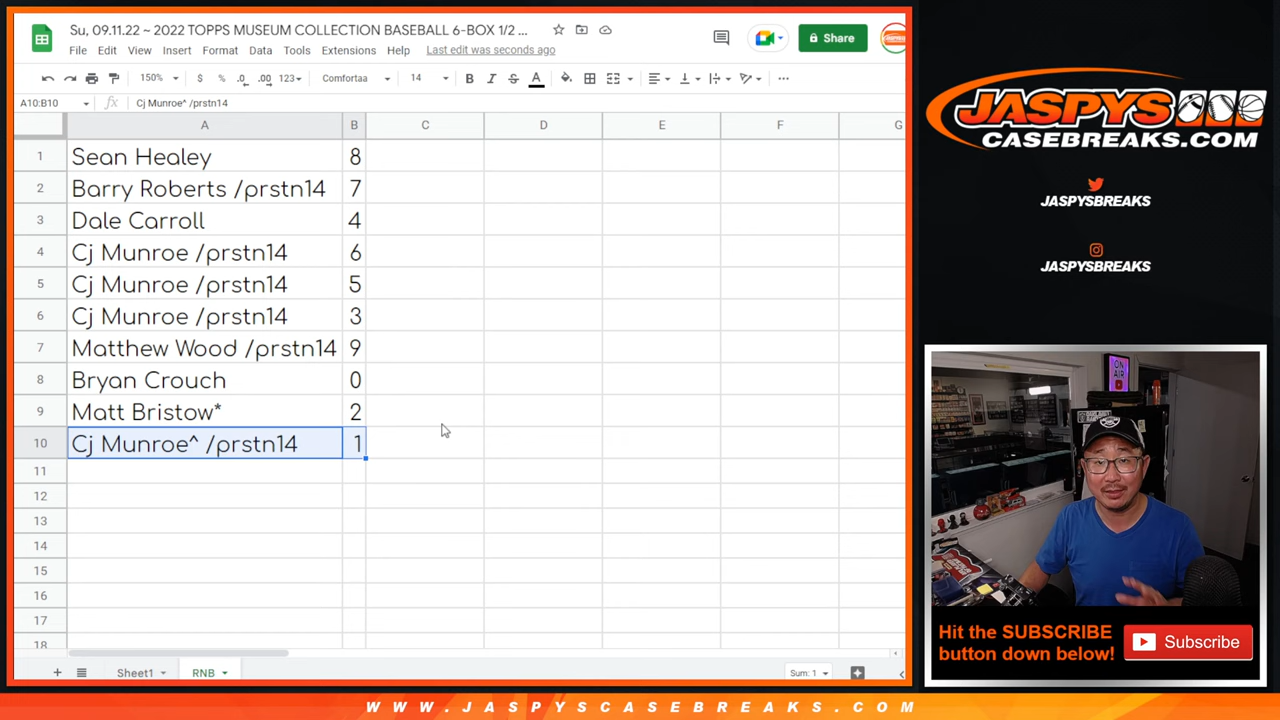 Su, 09.11.22 ~ 2022 TOPPS MUSEUM COLLECTION BASEBALL 6-BOX 1/2 ...
File Edit View Insert Format Data Tools Extensions Help Last edit was seconds ago
Share
150% $ % .0 .00 123 Comfortaa 14 B I S A
A10:B10 fx Cj Munroe^ /prstn14
A B C D E F G
1 Sean Healey 8
2 Barry Roberts /prstn14 7
3 Dale Carroll 4
4 Cj Munroe /prstn14 6
5 Cj Munroe /prstn14 5
6 Cj Munroe /prstn14 3
7 Matthew Wood /prstn14 9
8 Bryan Crouch 0
9 Matt Bristow* 2
10 Cj Munroe^ /prstn14 1
11
12
13
14
15
16
17
18
Sheet1 RNB Sum: 1
JASPYS
CASEBREAKS.COM
JASPYSBREAKS
JASPYSBREAKS
ON AIR
Hit the SUBSCRIBE
button down below!
Subscribe
WWW.JASPYSCASEBREAKS.COM